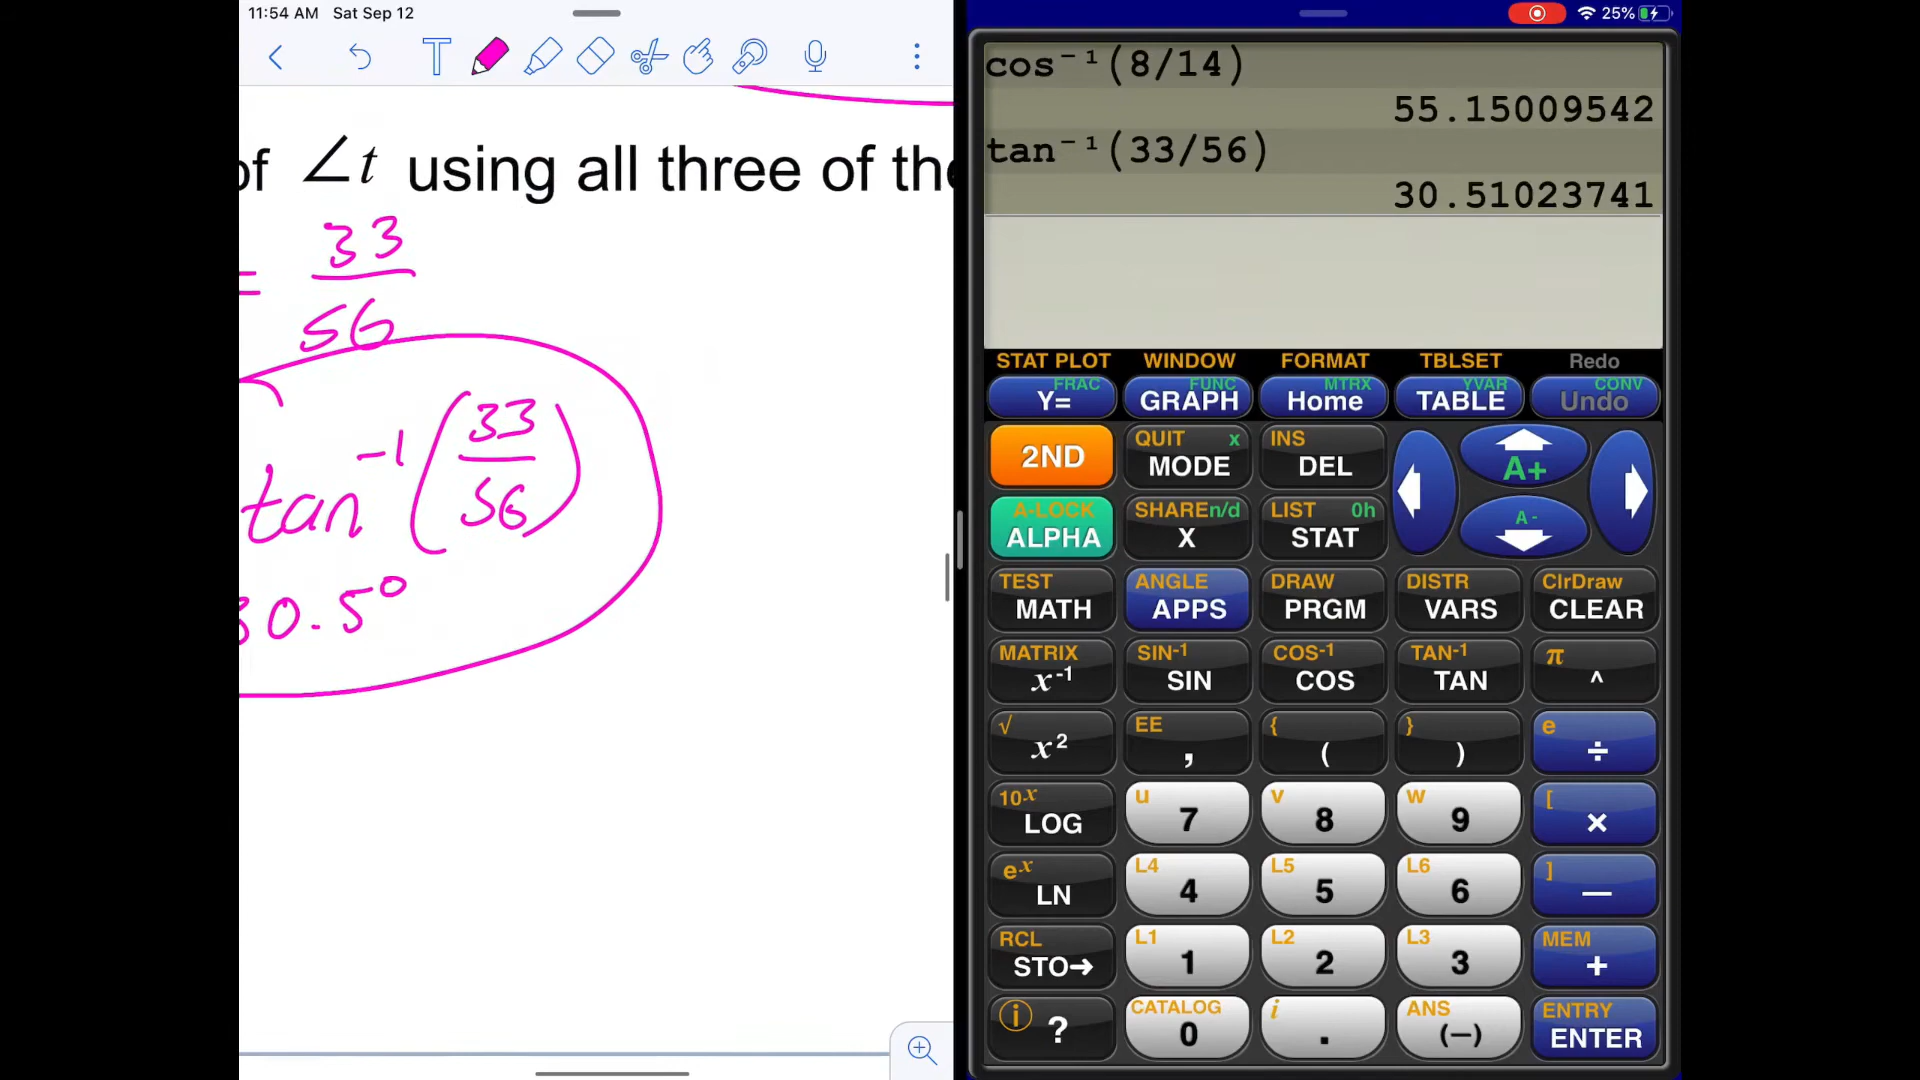 11:54 AM Sat Sep 12
T
of ∠t using all three of the
= 33/56
tan⁻¹(33/56)
30.5°
25%
cos⁻¹(8/14)
55.15009542
tan⁻¹(33/56)
30.51023741
STAT PLOT WINDOW FORMAT TBLSET Redo
FRAC FUNC MTRX YVAR CONV
Y= GRAPH Home TABLE Undo
QUIT x INS
2ND MODE DEL A+
A-LOCK SHARE n/d LIST 0h A-
ALPHA X STAT
TEST ANGLE DRAW DISTR ClrDraw
MATH APPS PRGM VARS CLEAR
MATRIX SIN⁻¹ COS⁻¹ TAN⁻¹ π
x⁻¹ SIN COS TAN ^
√ EE { } e
x² , ( ) ÷
10ˣ u v w [
LOG 7 8 9 ×
eˣ L4 L5 L6 ]
LN 4 5 6 —
RCL L1 L2 L3 MEM
STO➔ 1 2 3 +
i CATALOG i ANS ENTRY
? 0 . (—) ENTER